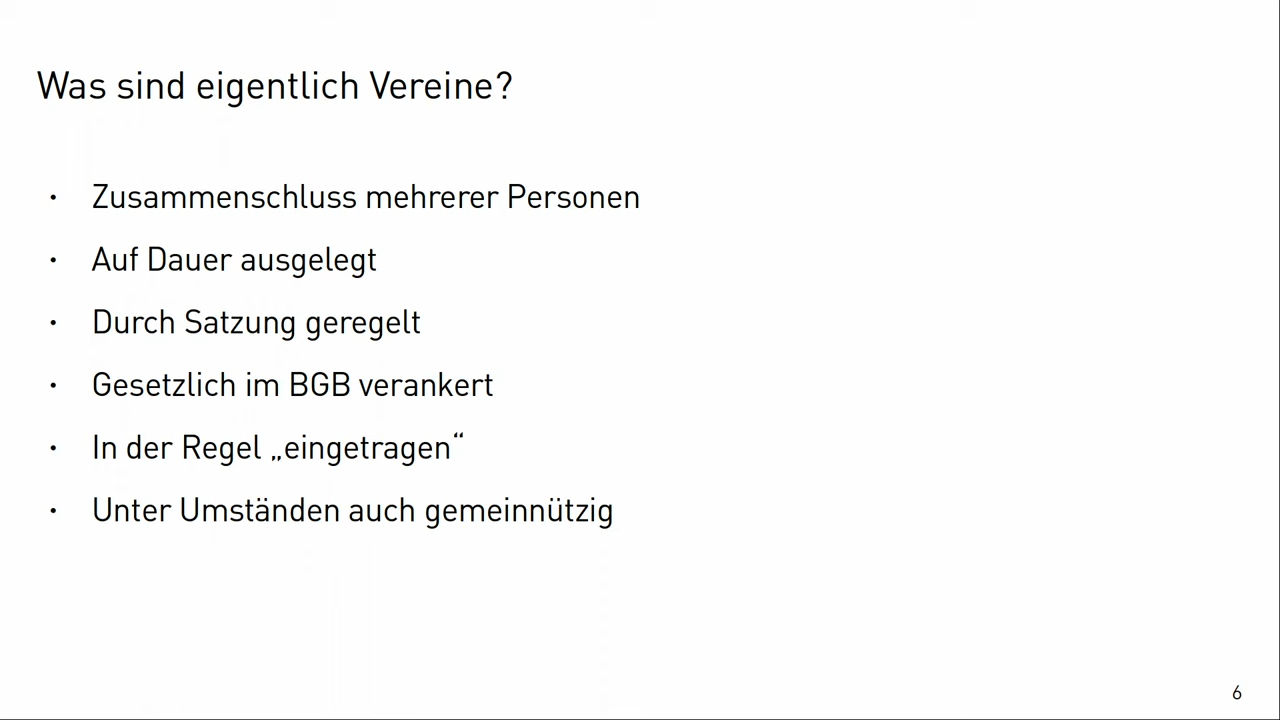 Was sind eigentlich Vereine?
• Zusammenschluss mehrerer Personen
• Auf Dauer ausgelegt
• Durch Satzung geregelt
• Gesetzlich im BGB verankert
• In der Regel „eingetragen“
• Unter Umständen auch gemeinnützig
6